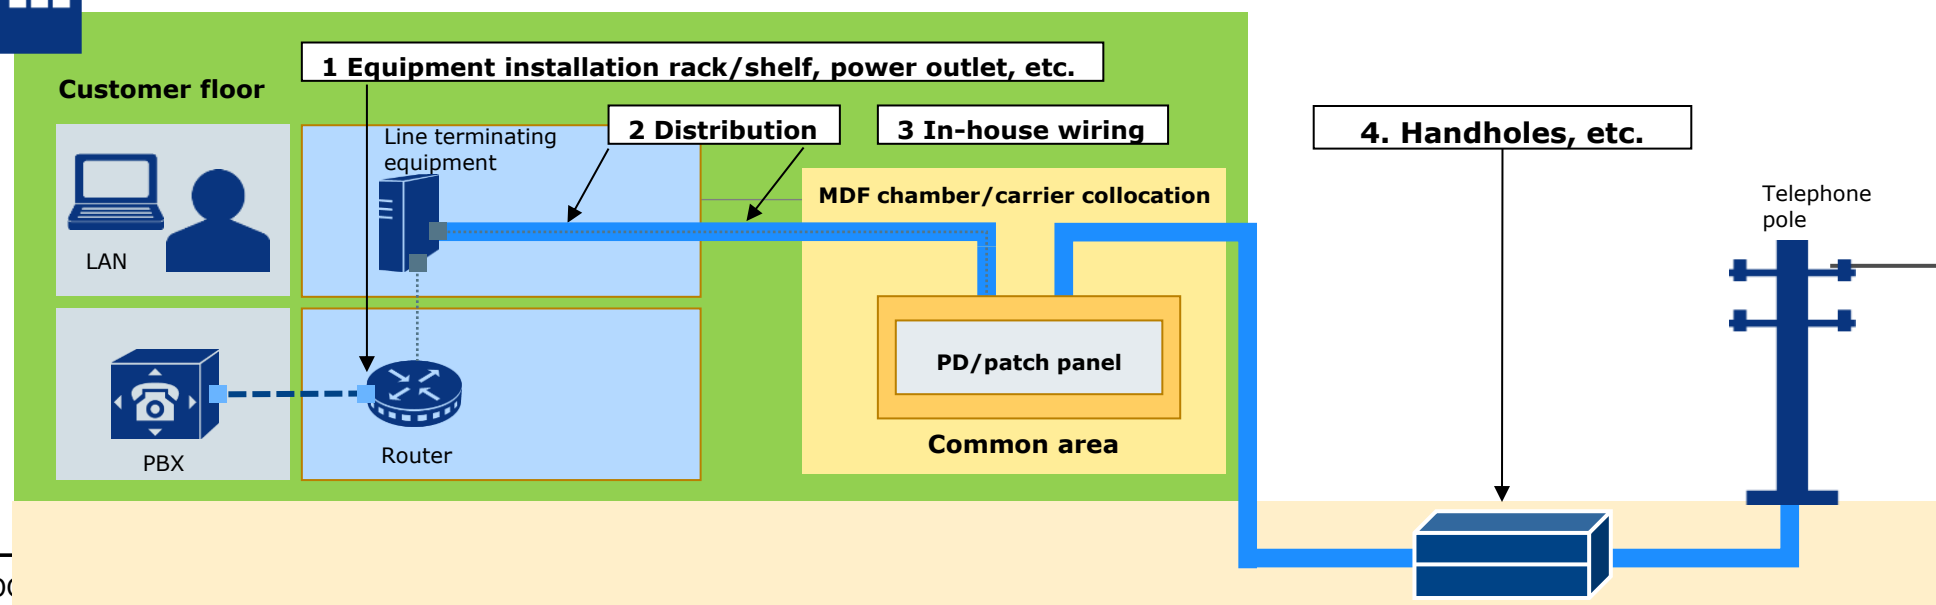 1 Equipment installation rack/shelf, power outlet, etc.
Customer floor
2 Distribution
3 In-house wiring
4. Handholes, etc.
Line terminating
equipment
MDF chamber/carrier collocation
Telephone
pole
LAN
PD/patch panel
Common area
Router
PBX